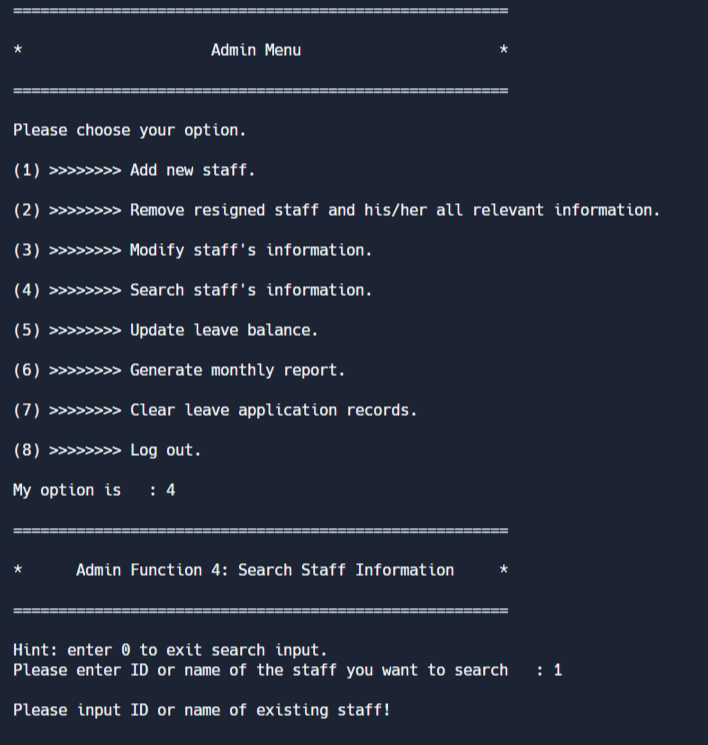 =======================================================
*                     Admin Menu                      *
=======================================================
Please choose your option.
(1) >>>>>>>> Add new staff.
(2) >>>>>>>> Remove resigned staff and his/her all relevant information.
(3) >>>>>>>> Modify staff's information.
(4) >>>>>>>> Search staff's information.
(5) >>>>>>>> Update leave balance.
(6) >>>>>>>> Generate monthly report.
(7) >>>>>>>> Clear leave application records.
(8) >>>>>>>> Log out.
My option is   : 4
=======================================================
*      Admin Function 4: Search Staff Information     *
=======================================================
Hint: enter 0 to exit search input.
Please enter ID or name of the staff you want to search   : 1
Please input ID or name of existing staff!